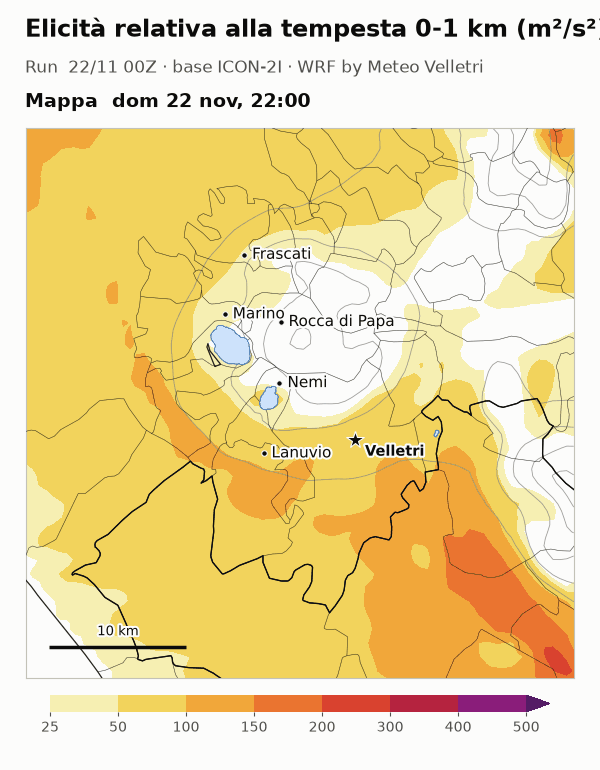 Elicità relativa alla tempesta 0-1 km (m²/s²)
Run  22/11 00Z · base ICON-2I · WRF by Meteo Velletri
Mappa  dom 22 nov, 22:00
Frascati
Marino
Rocca di Papa
Nemi
Velletri
Lanuvio
10 km
25 50 100 150 200 300 400 500